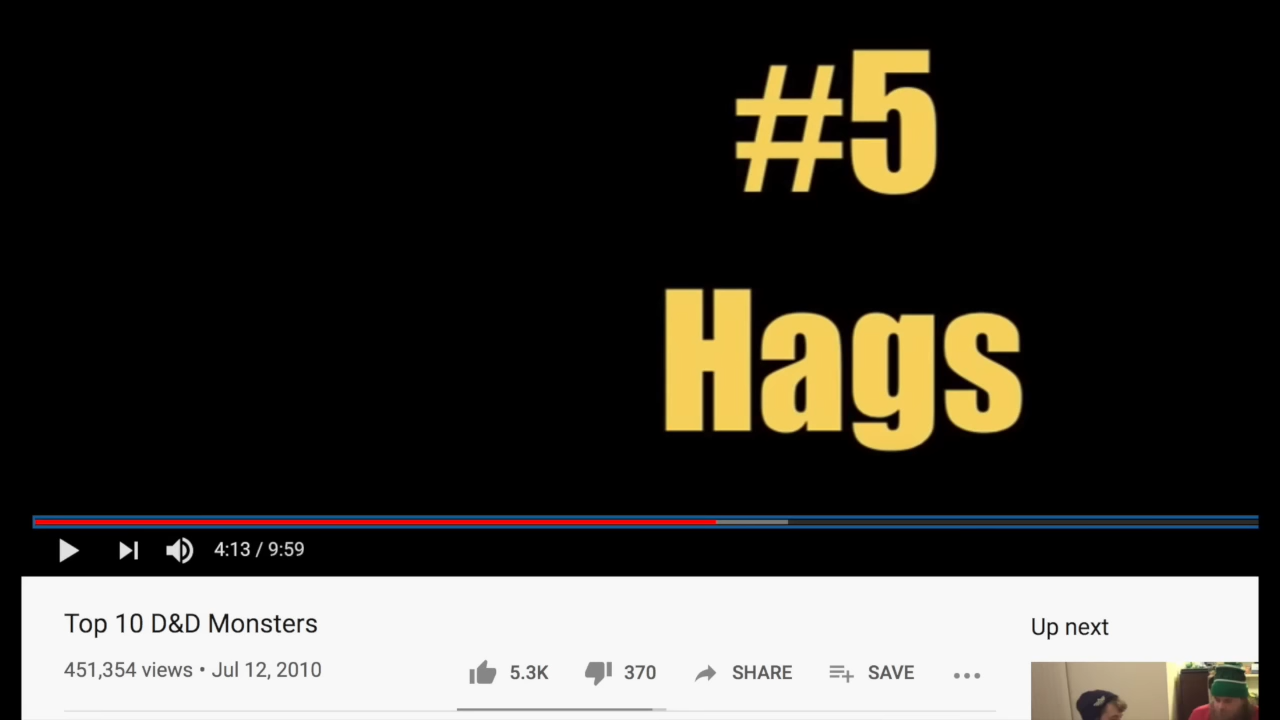 #5
Hags
4:13 / 9:59
Top 10 D&D Monsters
451,354 views • Jul 12, 2010
5.3K 370 SHARE SAVE
Up next